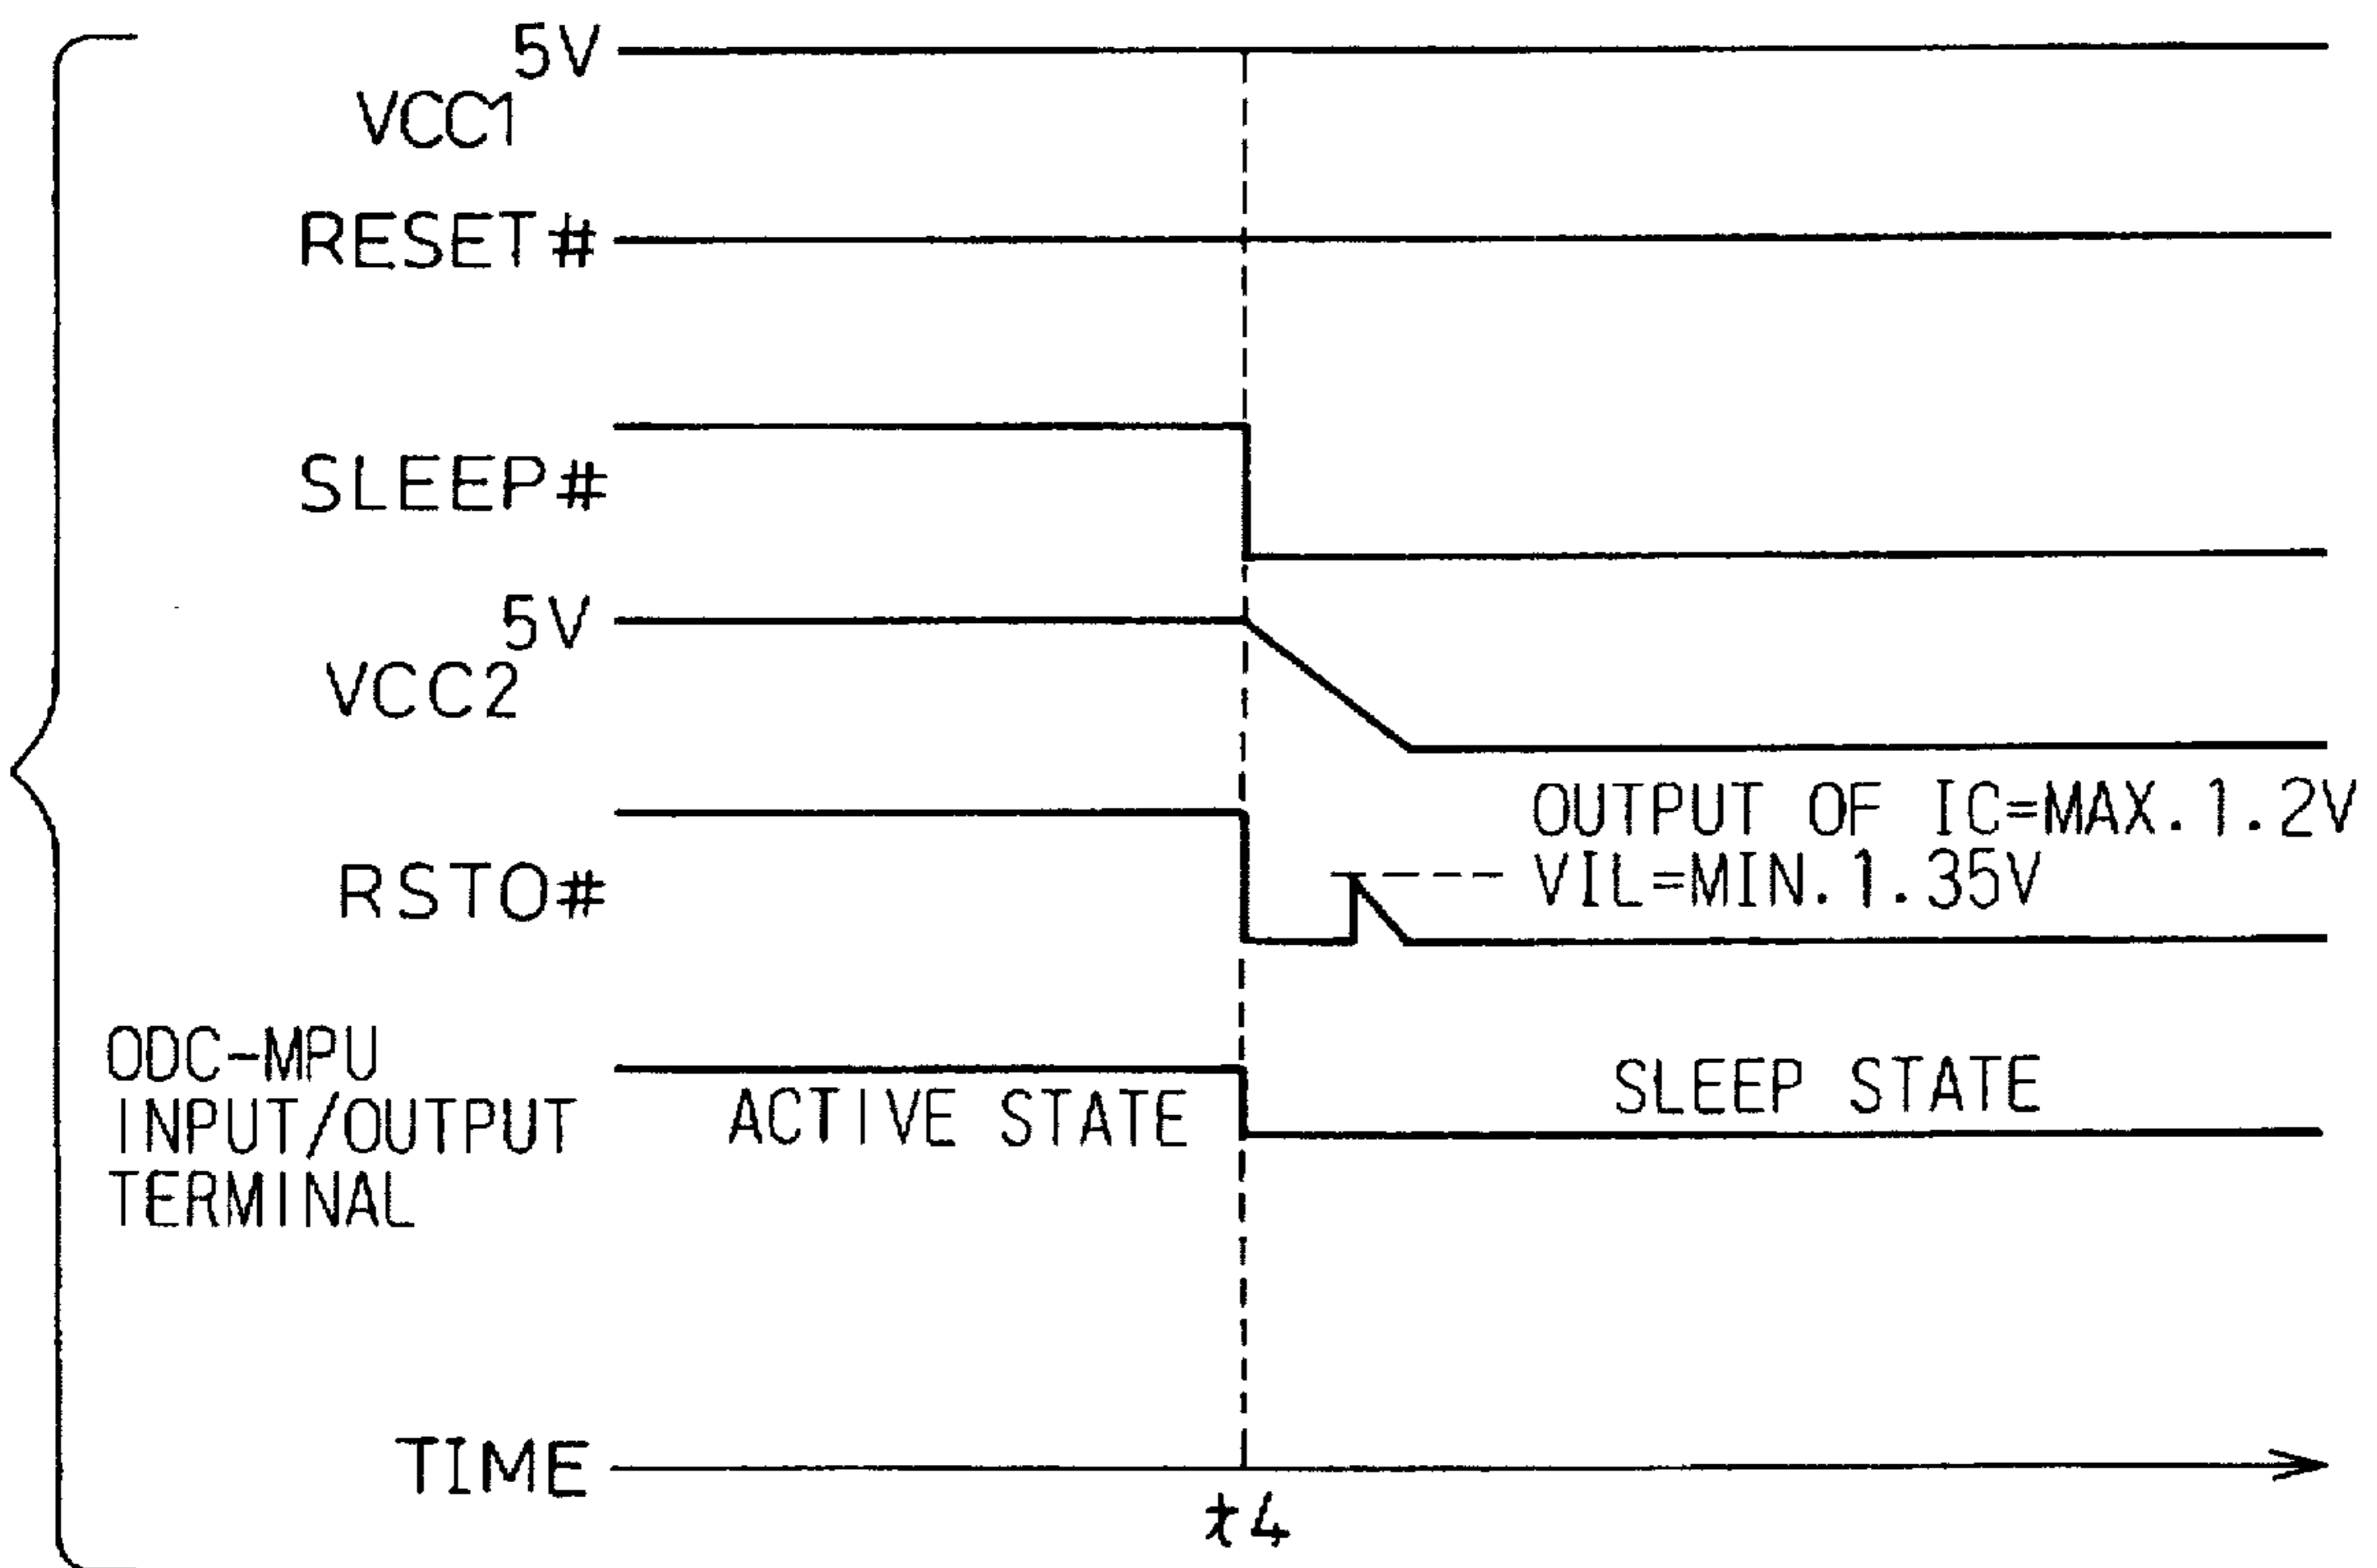 5V
VCC1
RESET#
SLEEP#
5V
VCC2
OUTPUT OF IC=MAX.1.2V
VIL=MIN.1.35V
RSTO#
ODC-MPU
INPUT/OUTPUT
TERMINAL
ACTIVE STATE
SLEEP STATE
TIME
t4